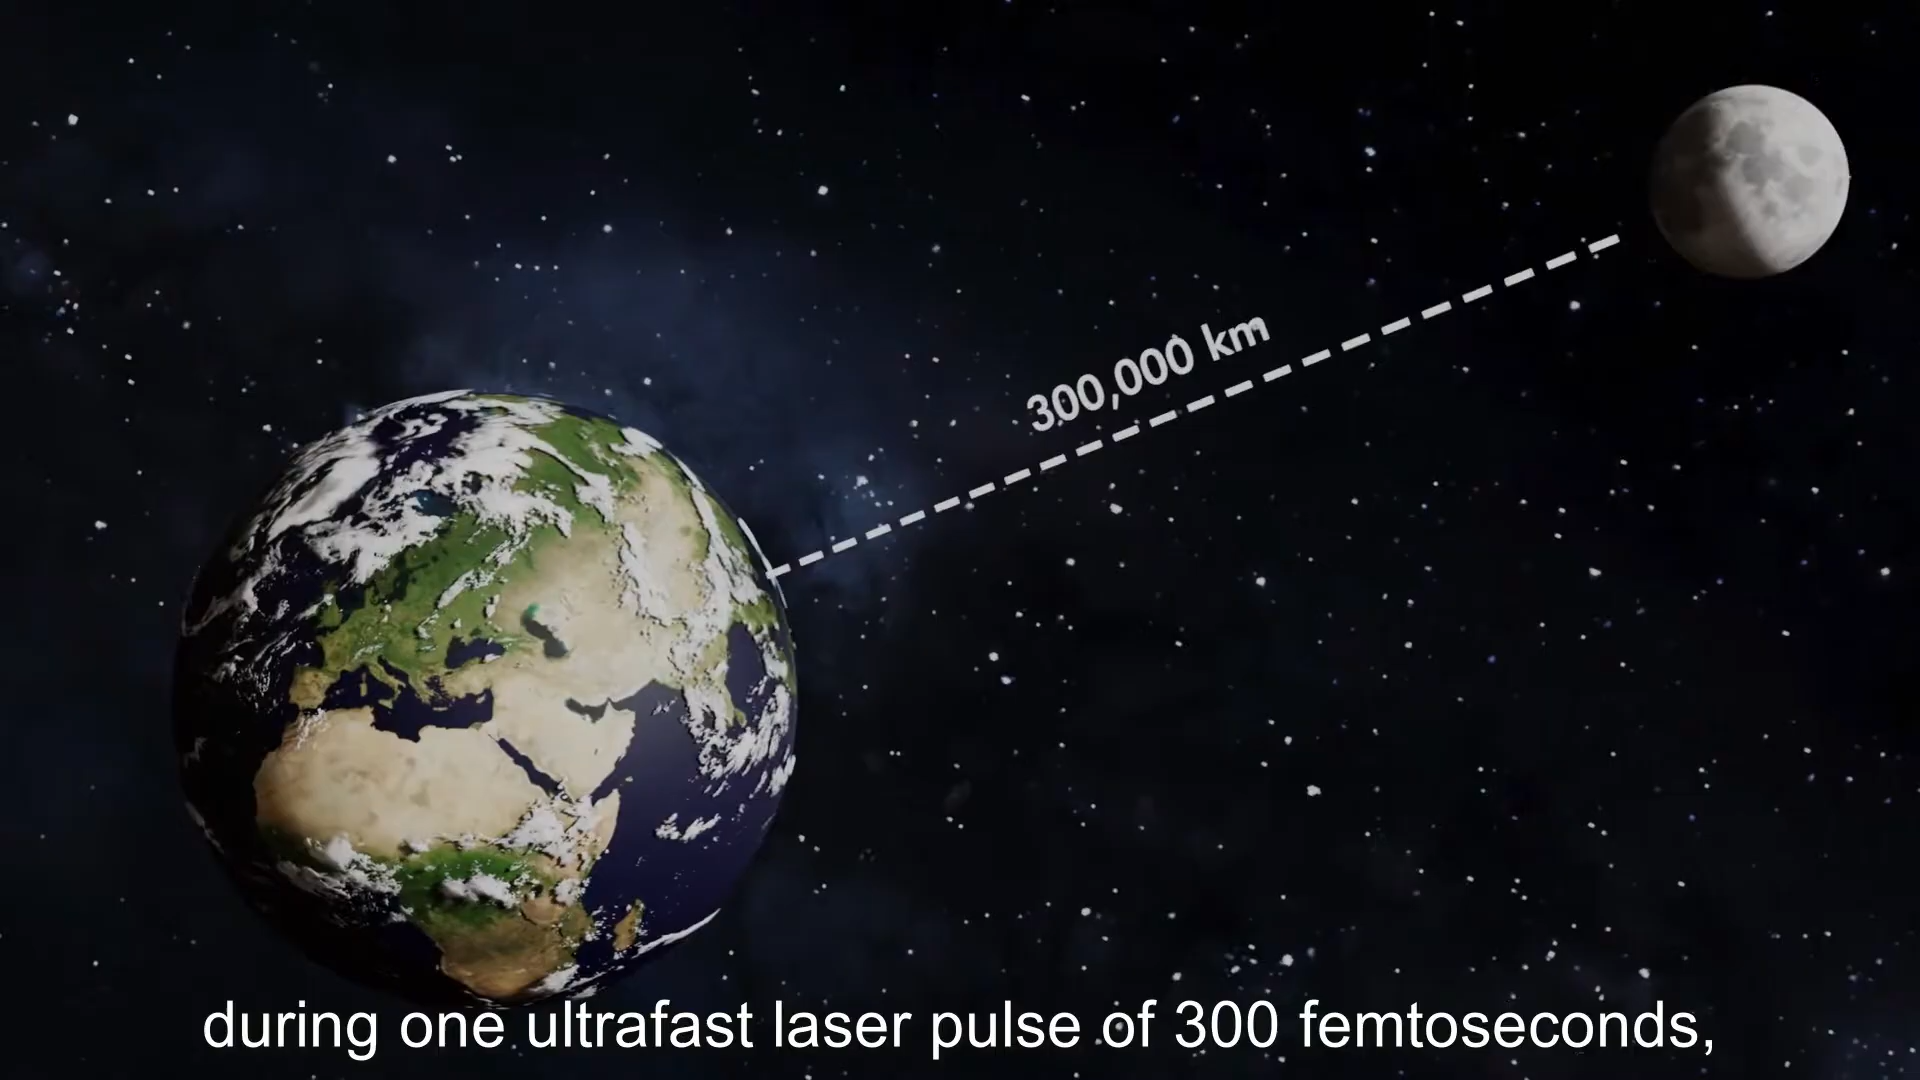 300,000 km
during one ultrafast laser pulse of 300 femtoseconds,